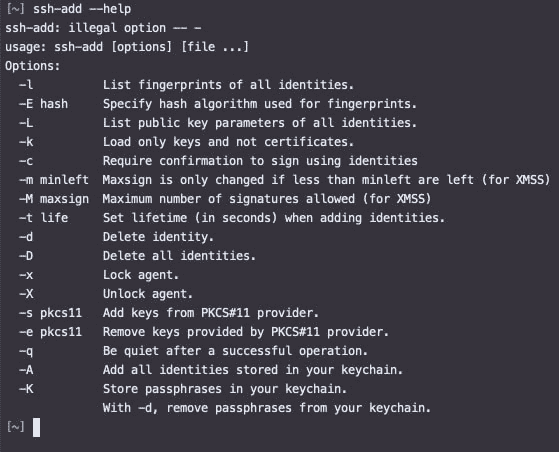 [~] ssh-add --help
ssh-add: illegal option -- -
usage: ssh-add [options] [file ...]
Options:
  -l          List fingerprints of all identities.
  -E hash     Specify hash algorithm used for fingerprints.
  -L          List public key parameters of all identities.
  -k          Load only keys and not certificates.
  -c          Require confirmation to sign using identities
  -m minleft  Maxsign is only changed if less than minleft are left (for XMSS)
  -M maxsign  Maximum number of signatures allowed (for XMSS)
  -t life     Set lifetime (in seconds) when adding identities.
  -d          Delete identity.
  -D          Delete all identities.
  -x          Lock agent.
  -X          Unlock agent.
  -s pkcs11   Add keys from PKCS#11 provider.
  -e pkcs11   Remove keys provided by PKCS#11 provider.
  -q          Be quiet after a successful operation.
  -A          Add all identities stored in your keychain.
  -K          Store passphrases in your keychain.
              With -d, remove passphrases from your keychain.
[~]